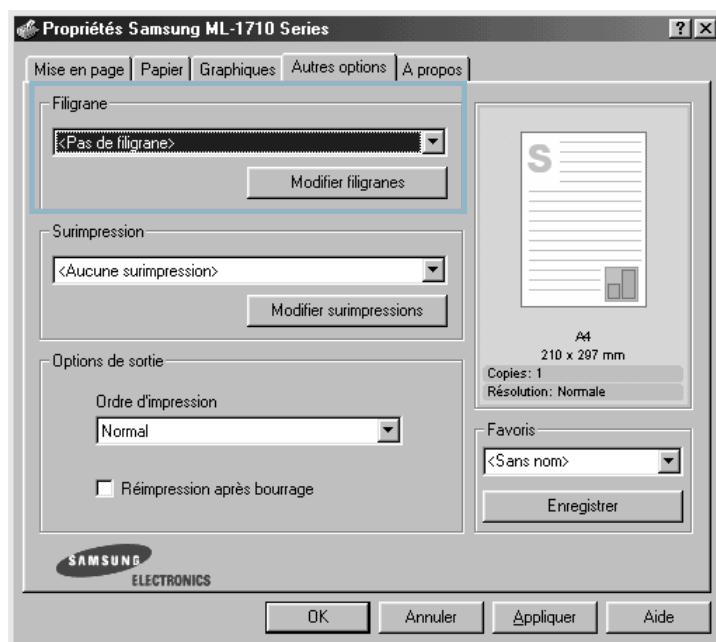 Propriétés Samsung ML-1710 Series
Mise en page Papier Graphiques Autres options A propos
Filigrane
<Pas de filigrane>
Modifier filigranes
Surimpression
<Aucune surimpression>
Modifier surimpressions
Options de sortie
Ordre d'impression
Normal
Réimpression après bourrage
S
A4
210 x 297 mm
Copies: 1
Résolution: Normale
Favoris
<Sans nom>
Enregistrer
SAMSUNG
ELECTRONICS
OK Annuler Appliquer Aide